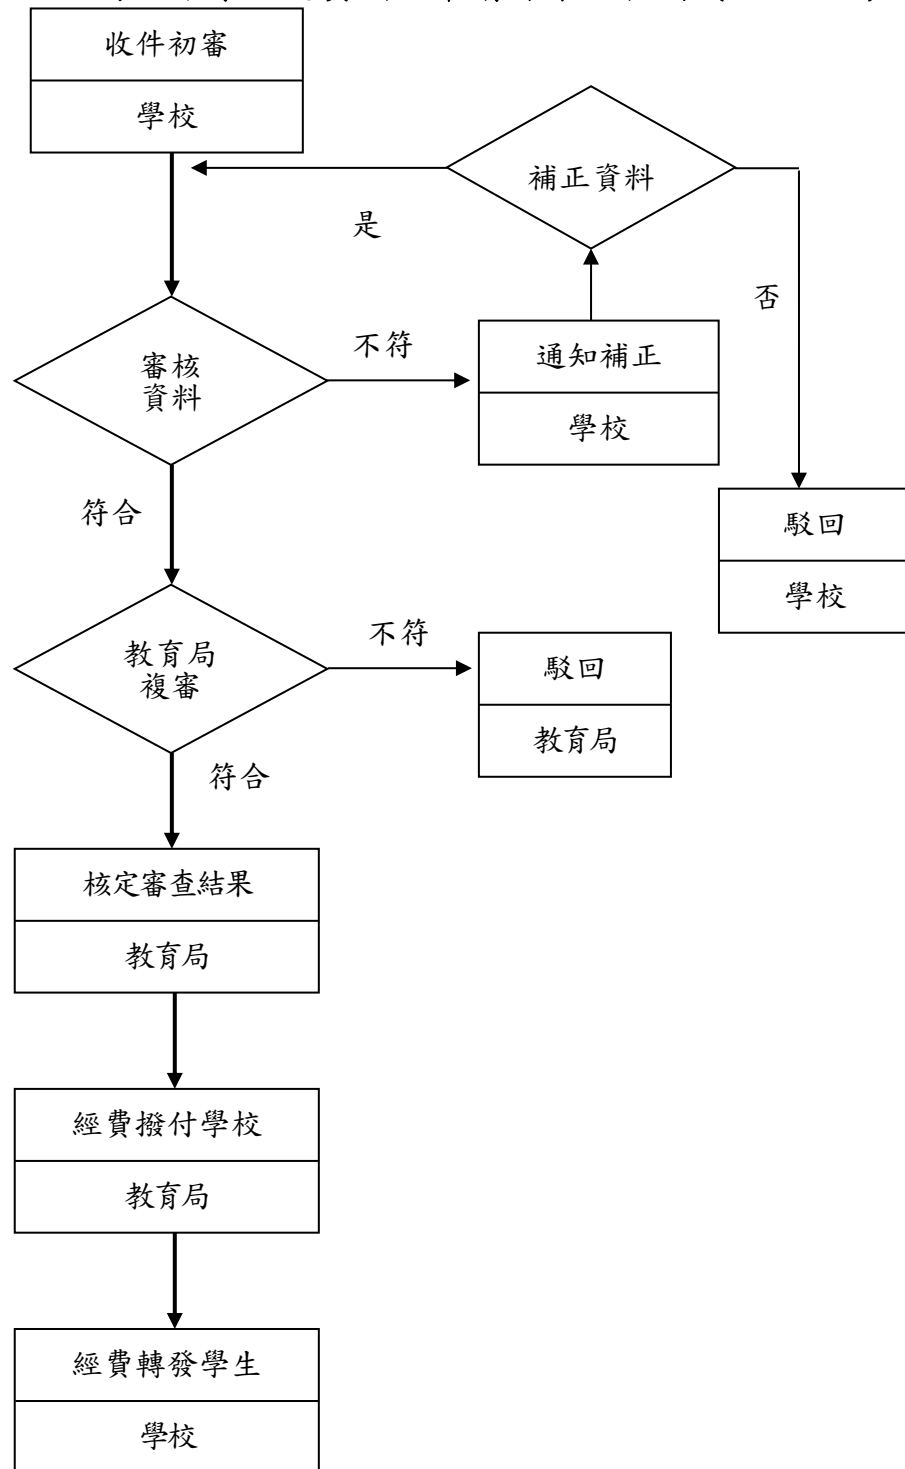 收件初審
學校
補正資料
是
否
審核
資料
不符
通知補正
學校
符合
駁回
學校
教育局
複審
不符
駁回
教育局
符合
核定審查結果
教育局
經費撥付學校
教育局
經費轉發學生
學校